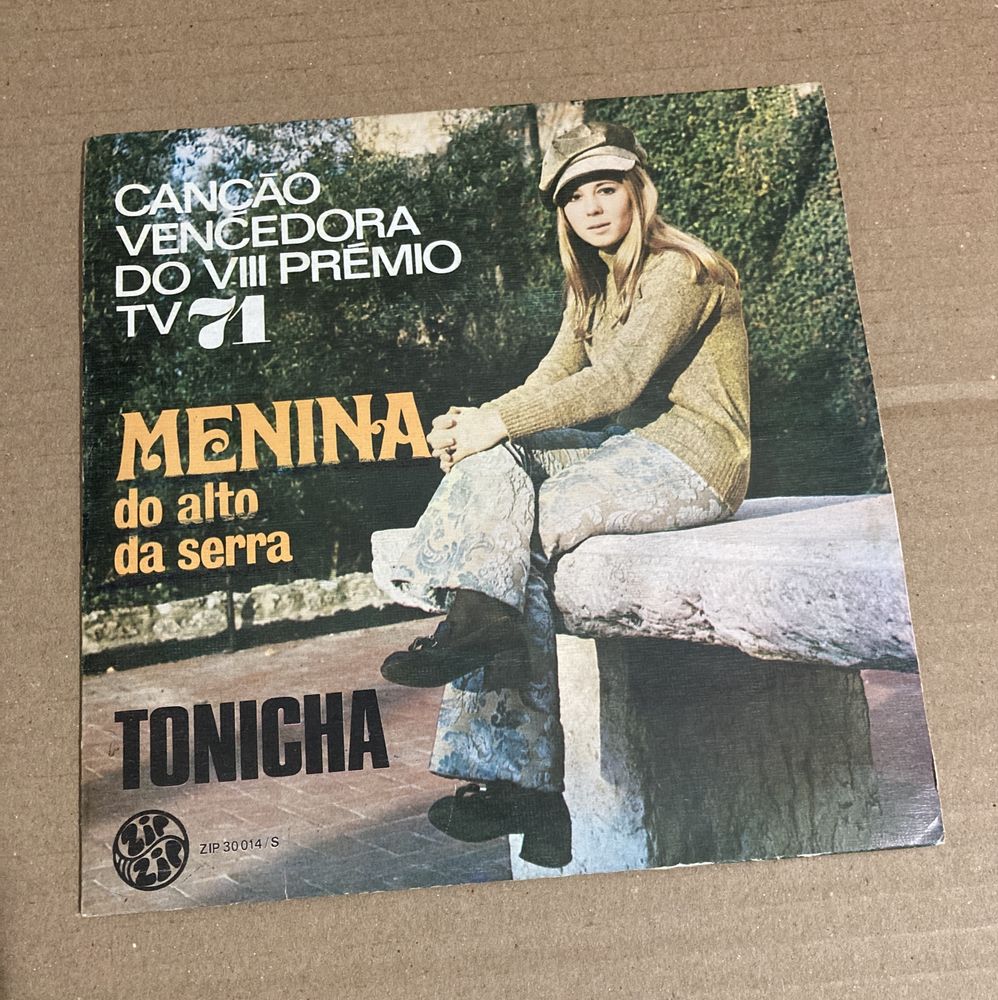 CANÇÃO
VENCEDORA
DO VIII PRÉMIO
TV 71
MENINA
do alto
da serra
TONICHA
ZIP
ZIP
ZIP 30 014/S